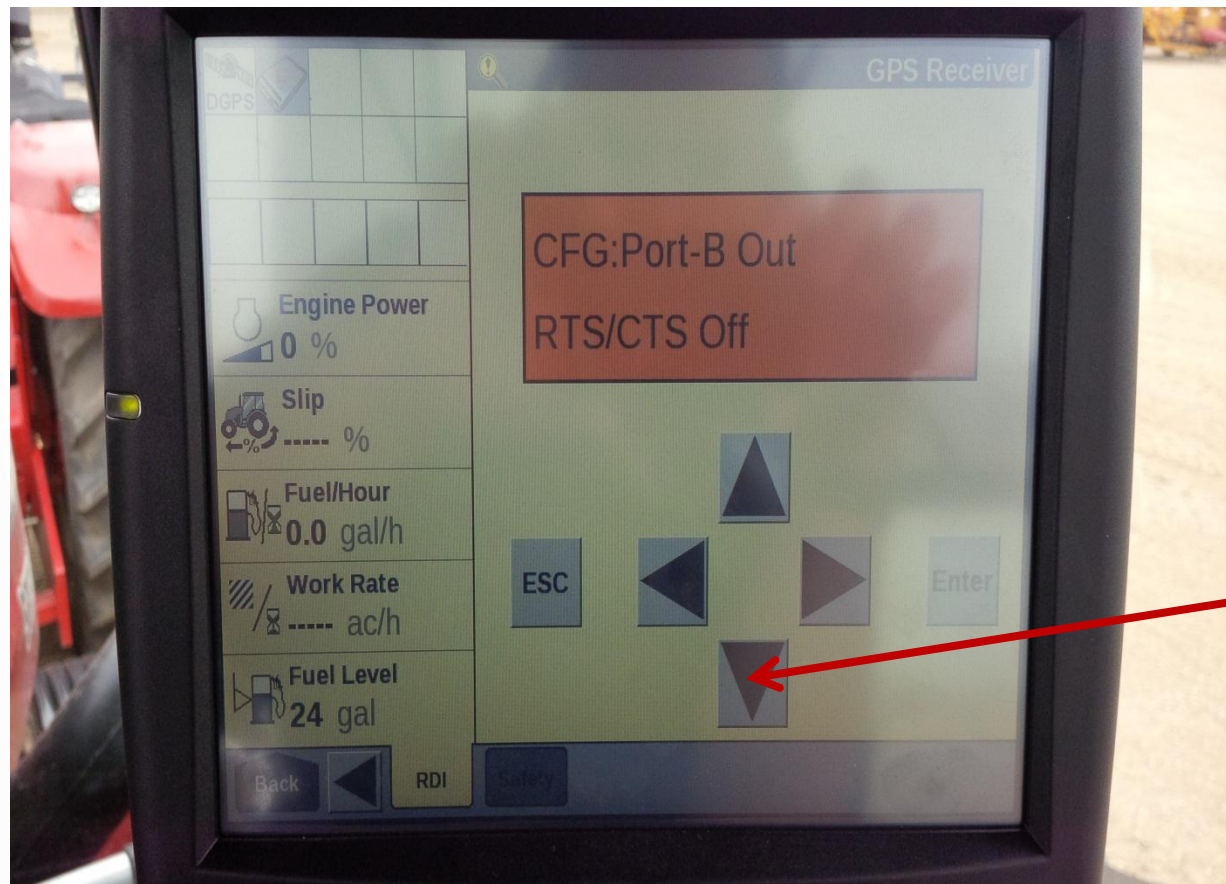 DGPS
GPS Receiver
CFG:Port-B Out
RTS/CTS Off
Engine Power
0 %
Slip
%
----- %
Fuel/Hour
0.0 gal/h
Work Rate
----- ac/h
Fuel Level
24 gal
ESC
Enter
Back
RDI
Safety